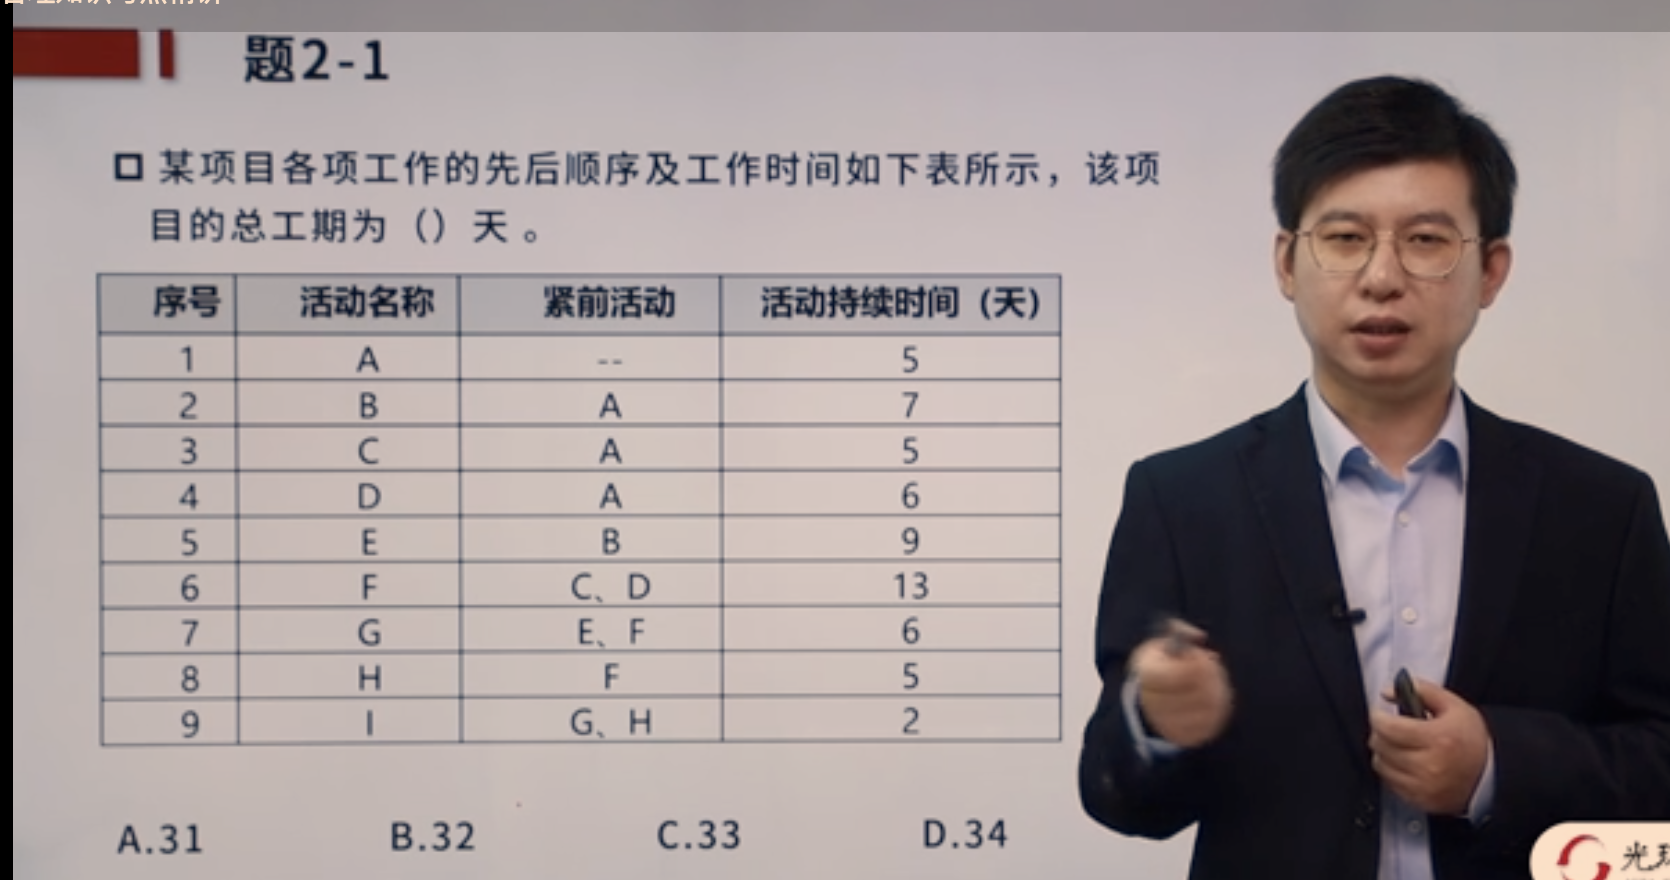 题2-1
某项目各项工作的先后顺序及工作时间如下表所示，该项
目的总工期为（）天。
序号 活动名称 紧前活动 活动持续时间（天）
1 A -- 5
2 B A 7
3 C A 5
4 D A 6
5 E B 9
6 F C、D 13
7 G E、F 6
8 H F 5
9 I G、H 2
A.31 B.32 C.33 D.34
光